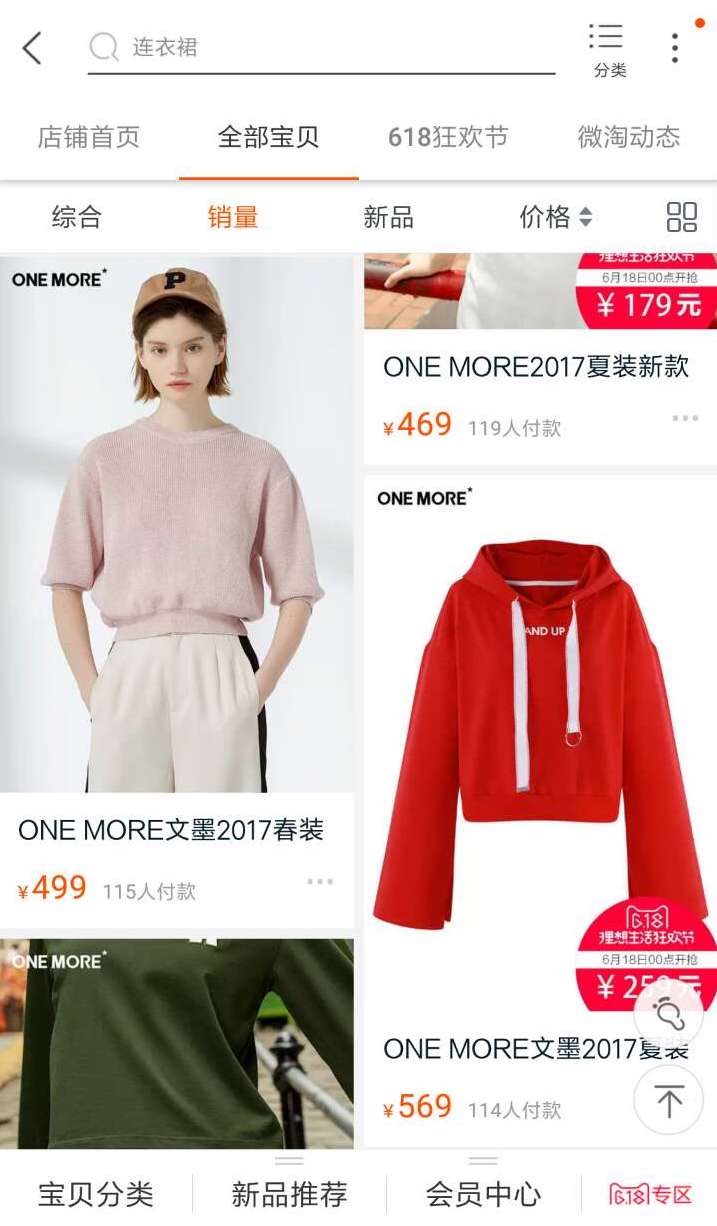 连衣裙
分类
店铺首页
全部宝贝
618狂欢节
微淘动态
综合
销量
新品
价格
ONE MORE*
P
ONE MORE文墨2017春装
¥499 115人付款
ONE MORE*
理想生活狂欢节
6月18日00点开抢
¥179元
ONE MORE2017夏装新款
¥469 119人付款
ONE MORE*
AND UP
6.18
理想生活狂欢节
6月18日00点开抢
¥259元
ONE MORE文墨2017夏装
¥569 114人付款
宝贝分类
新品推荐
会员中心
6.18专区